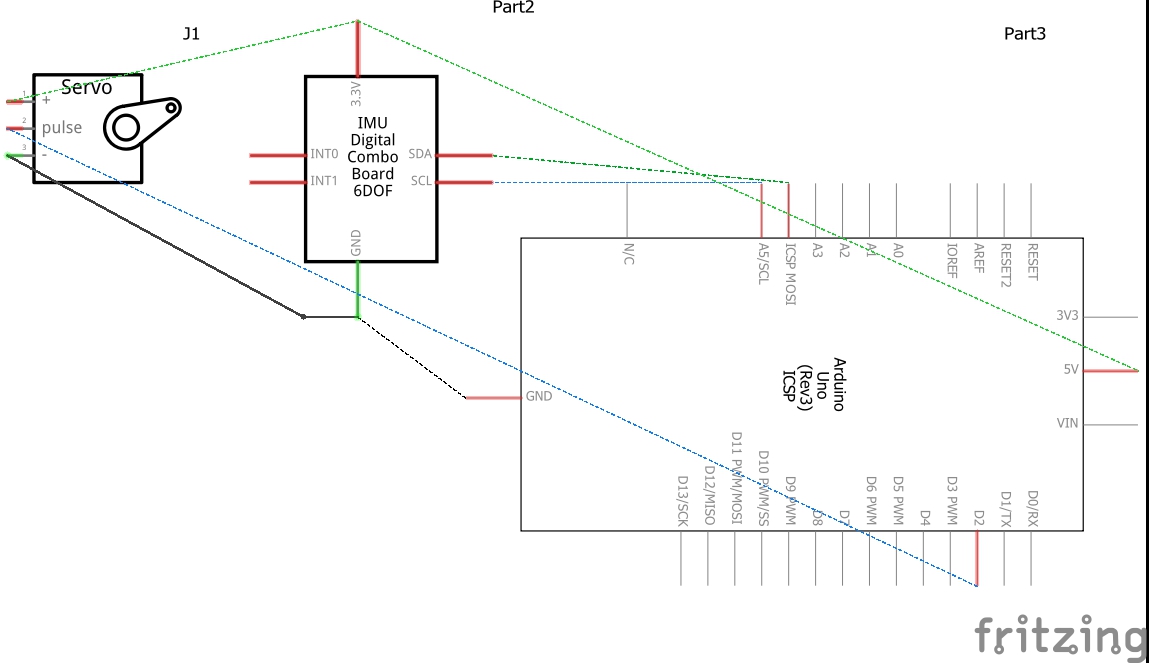 Part2
J1
Part3
Servo
1
+
2
pulse
3
-
3.3V
IMU
Digital
Combo
Board
6DOF
INT0
SDA
INT1
SCL
GND
N/C
A5/SCL
ICSP MOSI
A3
A2
A1
A0
IOREF
AREF
RESET2
RESET
3V3
5V
VIN
GND
Arduino
Uno
(Rev3)
ICSP
D13/SCK
D12/MISO
D11 PWM/MOSI
D10 PWM/SS
D9 PWM
D8
D7
D6 PWM
D5 PWM
D4
D3 PWM
D2
D1/TX
D0/RX
fritzing